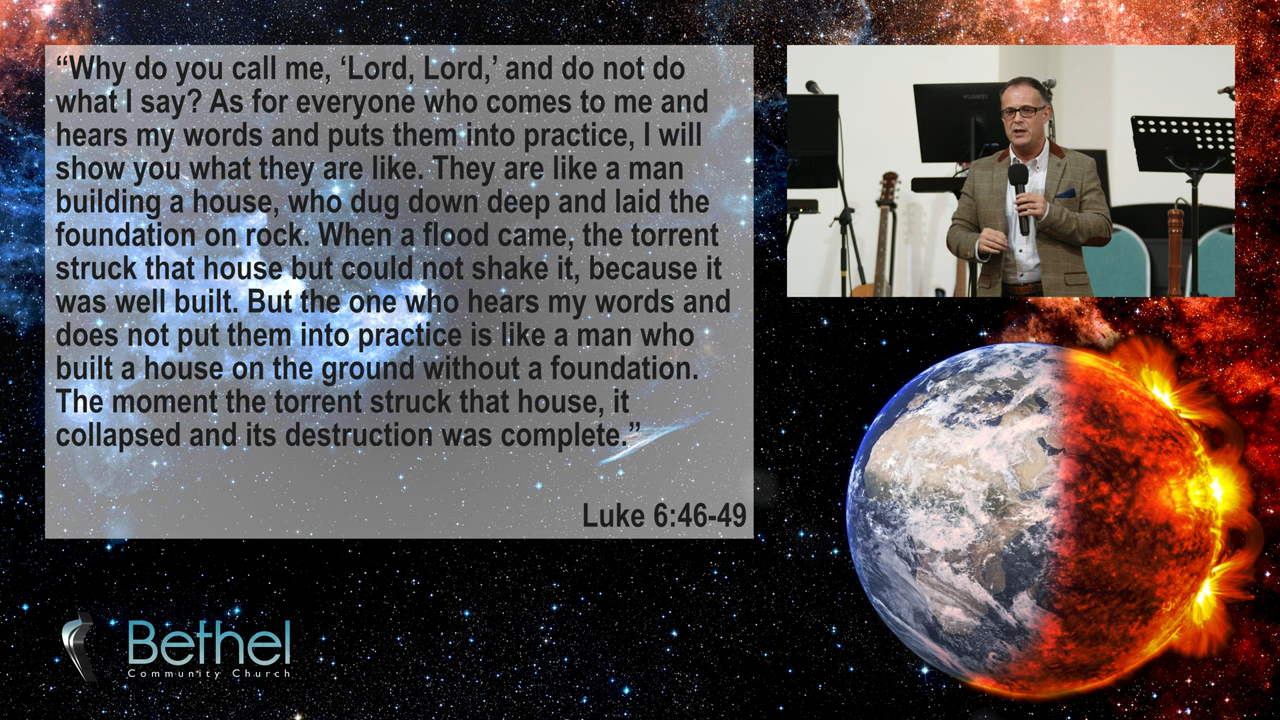 “Why do you call me, ‘Lord, Lord,’ and do not do
what I say? As for everyone who comes to me and
hears my words and puts them into practice, I will
show you what they are like. They are like a man
building a house, who dug down deep and laid the
foundation on rock. When a flood came, the torrent
struck that house but could not shake it, because it
was well built. But the one who hears my words and
does not put them into practice is like a man who
built a house on the ground without a foundation.
The moment the torrent struck that house, it
collapsed and its destruction was complete.”
Luke 6:46-49
HUAWEI
Bethel
Community Church